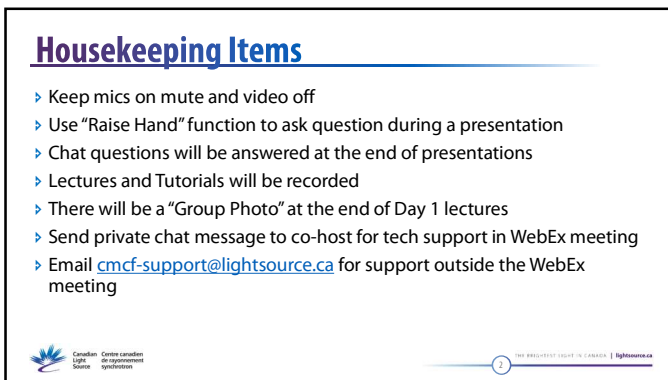 Housekeeping Items
Keep mics on mute and video off
Use “Raise Hand” function to ask question during a presentation
Chat questions will be answered at the end of presentations
Lectures and Tutorials will be recorded
There will be a “Group Photo” at the end of Day 1 lectures
Send private chat message to co-host for tech support in WebEx meeting
Email cmcf-support@lightsource.ca for support outside the WebEx
meeting
Canadian Centre canadien
Light de rayonnement
Source synchrotron
2
THE BRIGHTEST LIGHT IN CANADA | lightsource.ca